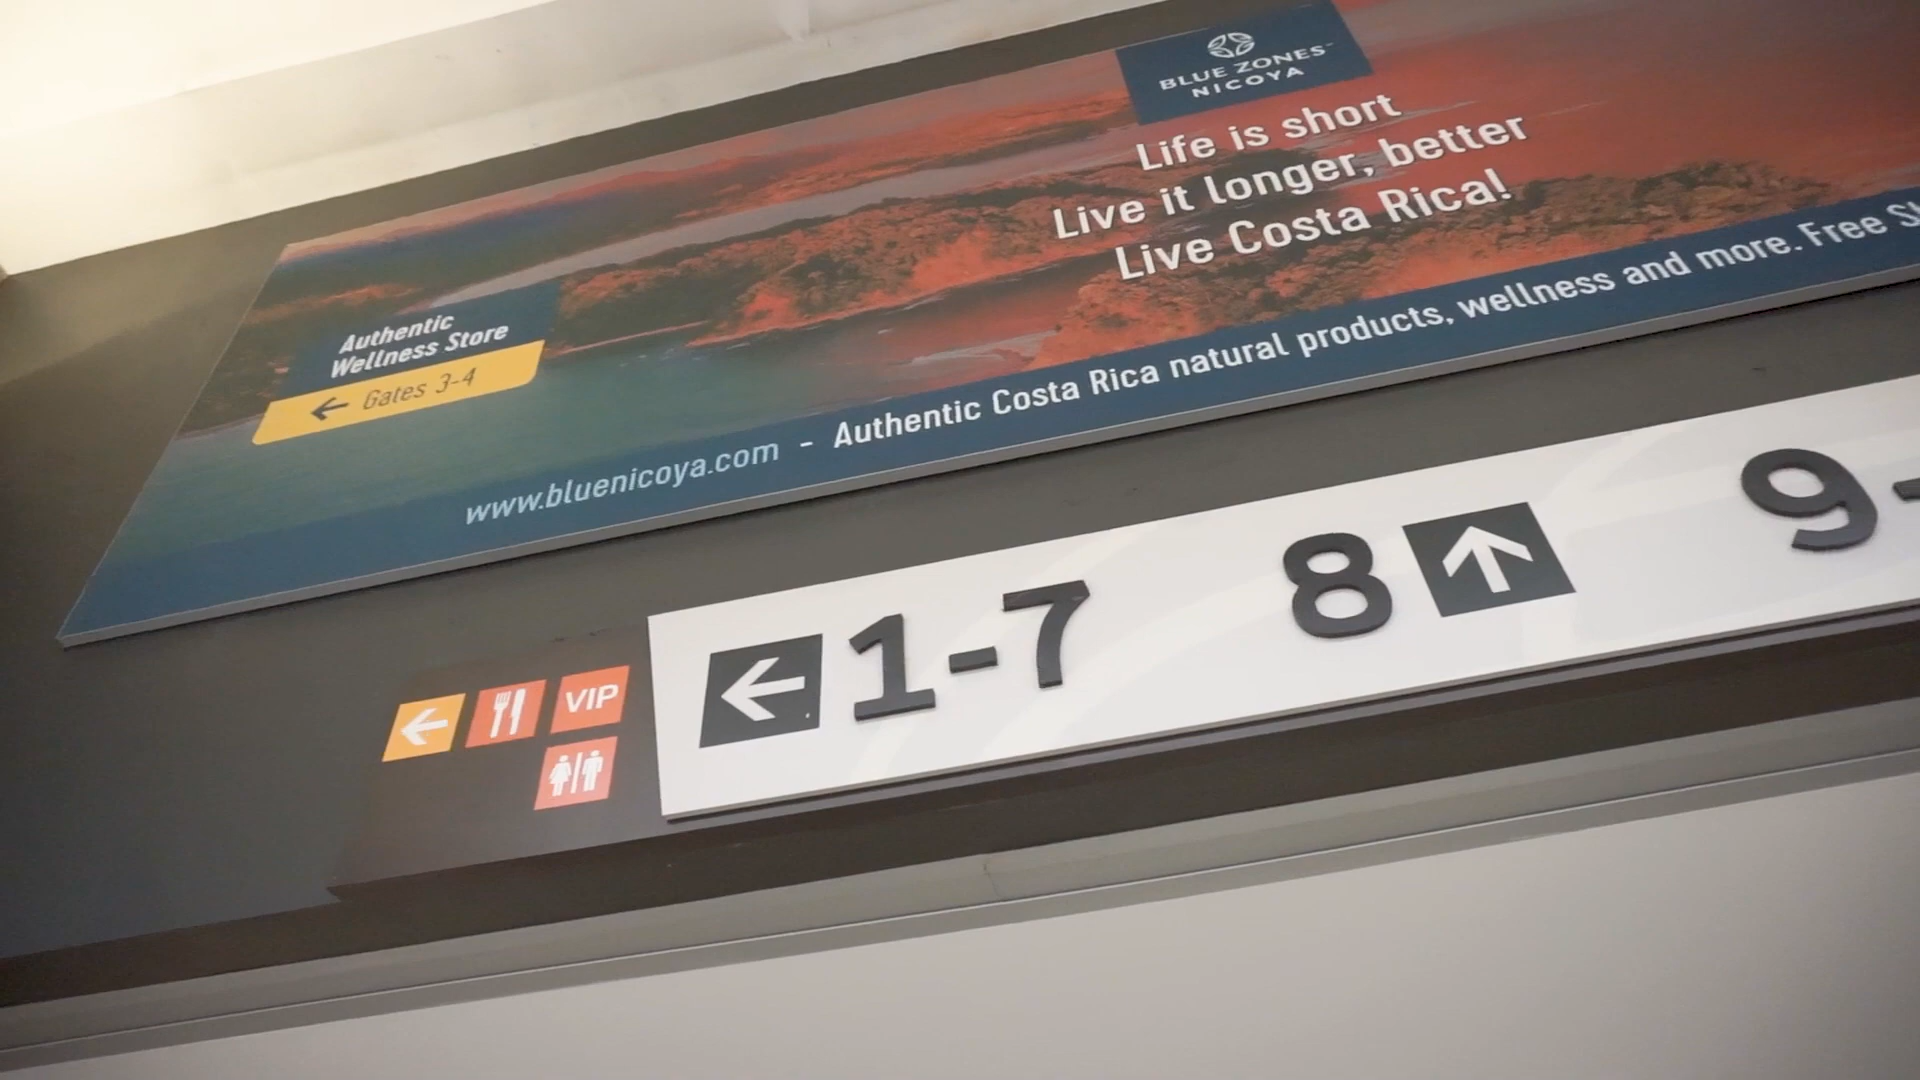 BLUE ZONES
NICOYA
Life is short
Live it longer, better
Live Costa Rica!
Authentic
Wellness Store
← Gates 3-4
www.bluenicoya.com - Authentic Costa Rica natural products, wellness and more. Free
VIP
← 1-7 8 ↑ 9-